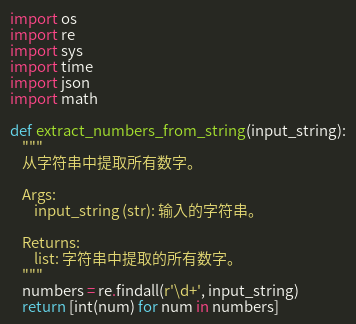 import os
import re
import sys
import time
import json
import math

def extract_numbers_from_string(input_string):
    """
    从字符串中提取所有数字。

    Args:
        input_string (str): 输入的字符串。

    Returns:
        list: 字符串中提取的所有数字。
    """
    numbers = re.findall(r'\d+', input_string)
    return [int(num) for num in numbers]